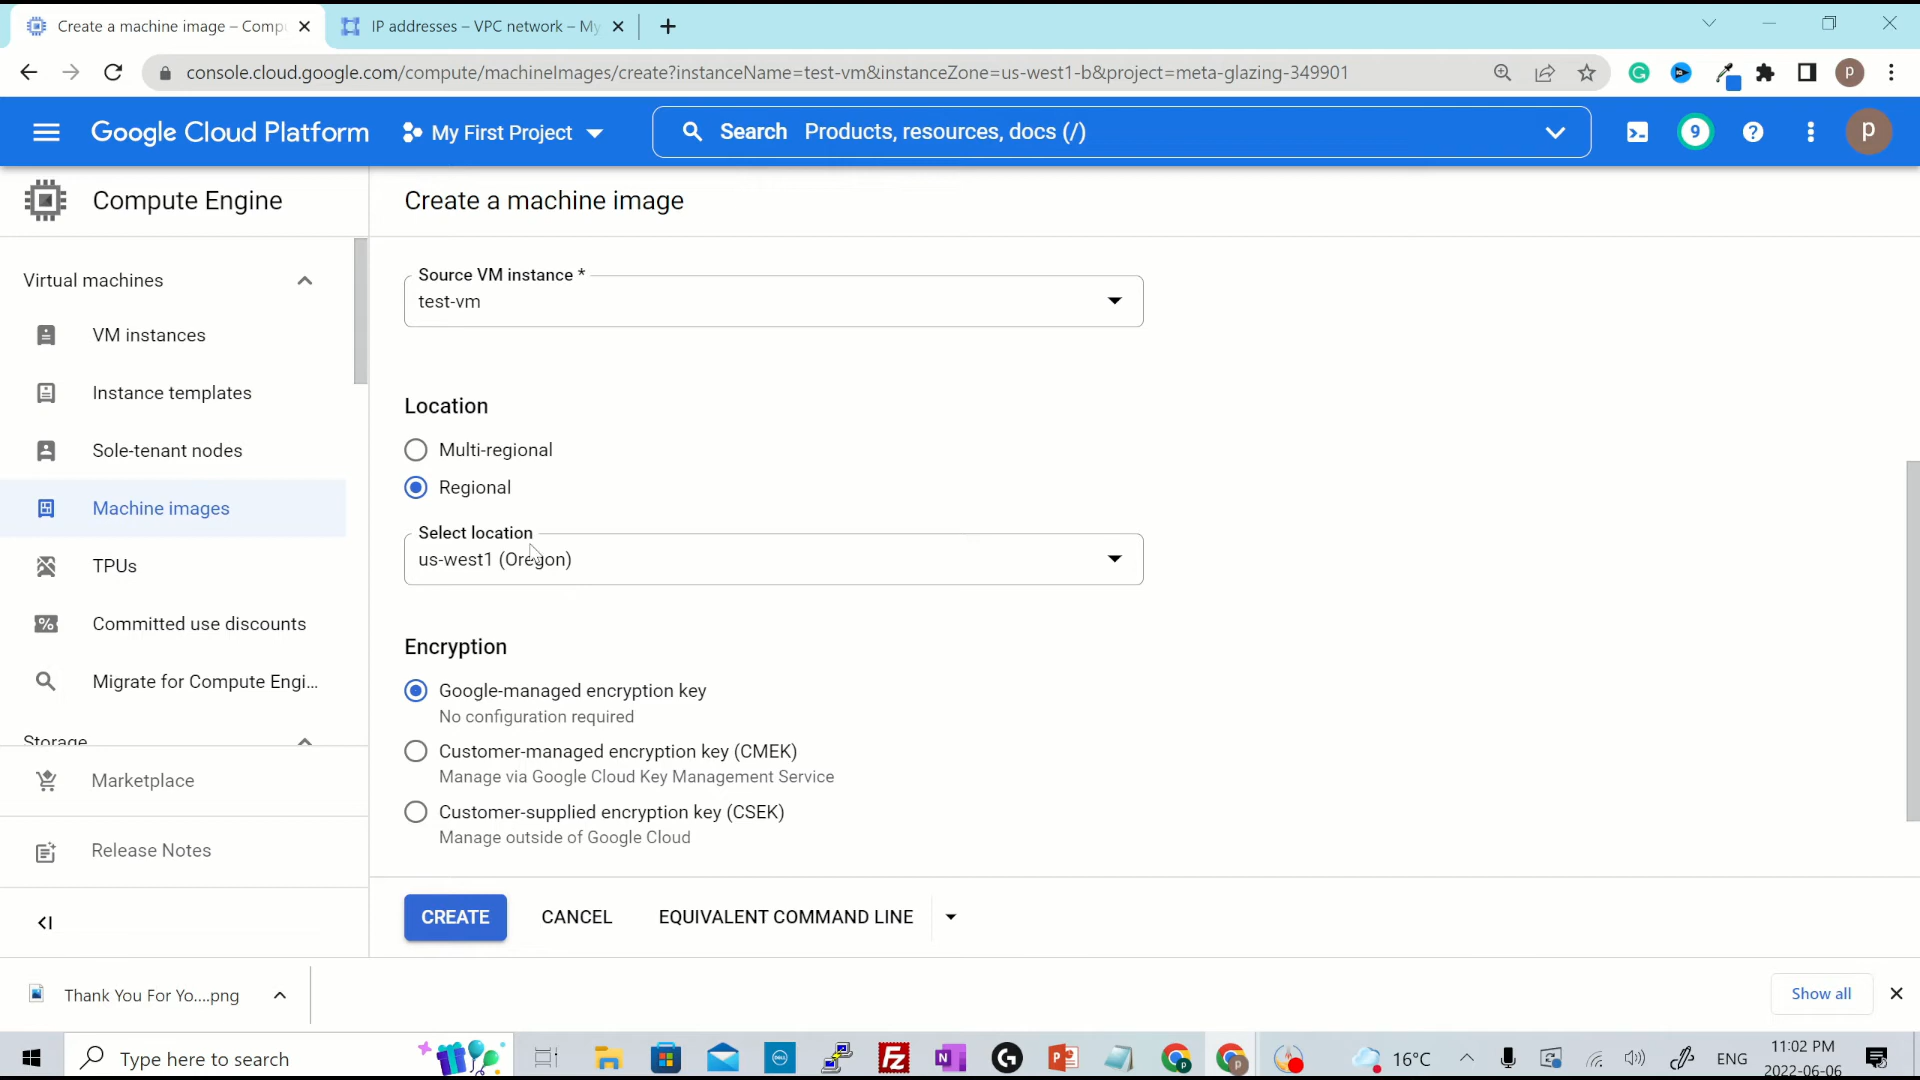 Create a machine image – Comp
IP addresses – VPC network – My
console.cloud.google.com/compute/machineImages/create?instanceName=test-vm&instanceZone=us-west1-b&project=meta-glazing-349901
P
Google Cloud Platform
My First Project
Search Products, resources, docs (/)
9
P
Compute Engine
Create a machine image
Virtual machines
VM instances
Instance templates
Sole-tenant nodes
Machine images
TPUs
Committed use discounts
Migrate for Compute Engi...
Storage
Marketplace
Release Notes
Source VM instance *
test-vm
Location
Multi-regional
Regional
Select location
us-west1 (Oregon)
Encryption
Google-managed encryption key
No configuration required
Customer-managed encryption key (CMEK)
Manage via Google Cloud Key Management Service
Customer-supplied encryption key (CSEK)
Manage outside of Google Cloud
CREATE
CANCEL
EQUIVALENT COMMAND LINE
Thank You For Yo....png
Show all
Type here to search
16°C
ENG
11:02 PM
2022-06-06